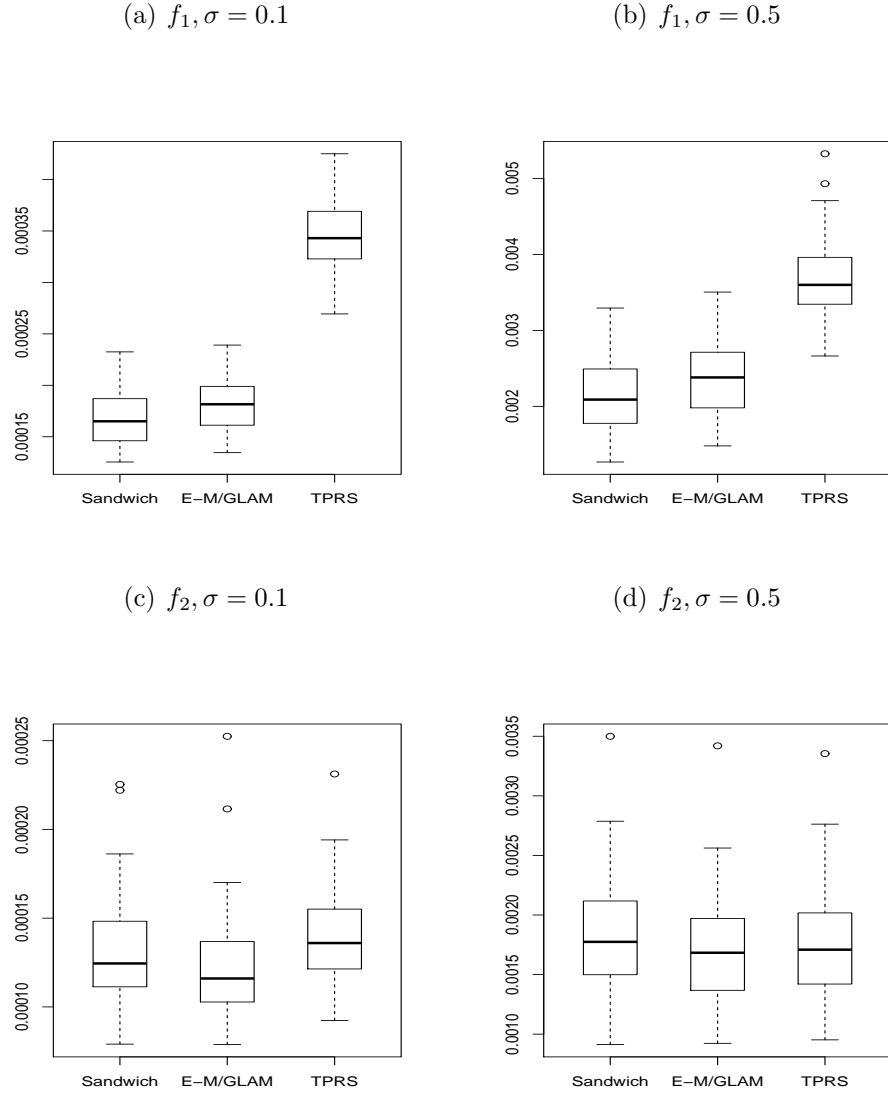 (a) f₁, σ = 0.1
(b) f₁, σ = 0.5
0.00015 0.00025 0.00035
Sandwich E−M/GLAM TPRS
0.002 0.003 0.004 0.005
Sandwich E−M/GLAM TPRS
(c) f₂, σ = 0.1
(d) f₂, σ = 0.5
0.00010 0.00015 0.00020 0.00025
Sandwich E−M/GLAM TPRS
0.0010 0.0015 0.0020 0.0025 0.0030 0.0035
Sandwich E−M/GLAM TPRS